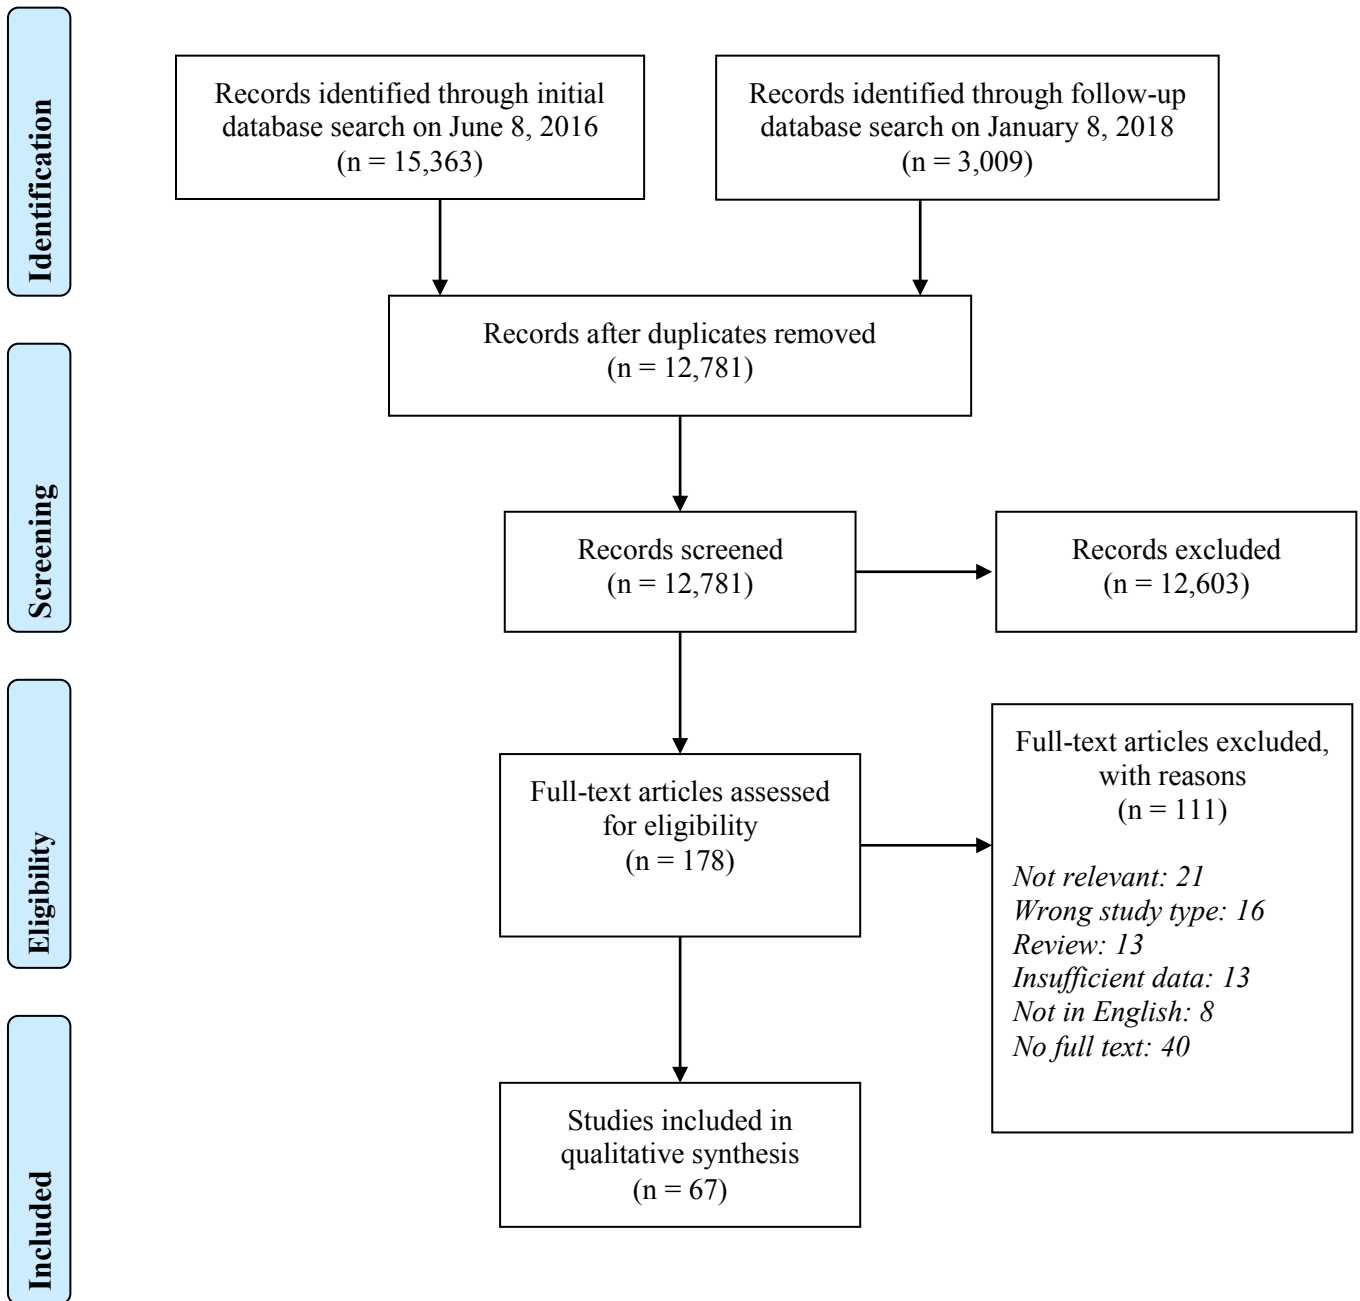 Identification
Records identified through initial
database search on June 8, 2016
(n = 15,363)
Records identified through follow-up
database search on January 8, 2018
(n = 3,009)
Records after duplicates removed
(n = 12,781)
Screening
Records screened
(n = 12,781)
Records excluded
(n = 12,603)
Eligibility
Full-text articles assessed
for eligibility
(n = 178)
Full-text articles excluded,
with reasons
(n = 111)
Not relevant: 21
Wrong study type: 16
Review: 13
Insufficient data: 13
Not in English: 8
No full text: 40
Included
Studies included in
qualitative synthesis
(n = 67)